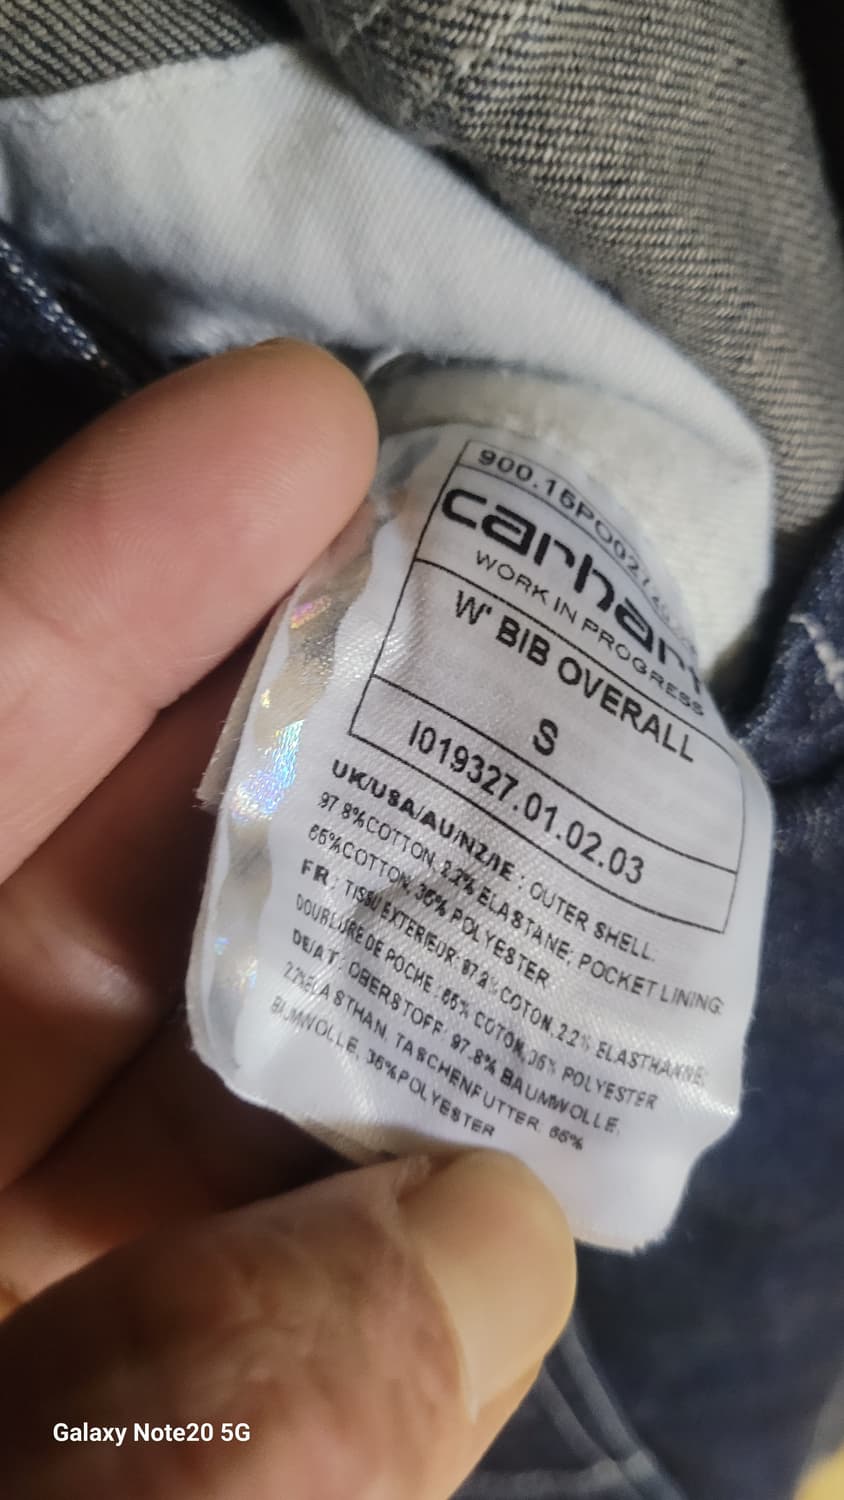 900.15PO027
carhartt
WORK IN PROGRESS
W' BIB OVERALL
S
I019327.01.02.03
UK/USA/AU/NZ/IE : OUTER SHELL.
97.8%COTTON, 2.2% ELASTANE; POCKET LINING:
65%COTTON, 35% POLYESTER
FR : TISSU EXTERIEUR: 97.8% COTON, 2.2% ELASTHANNE;
DOUBLURE DE POCHE : 65% COTON, 35% POLYESTER
DE/AT: OBERSTOFF: 97.8% BAUMWOLLE,
2.2%ELASTHAN, TASCHENFUTTER: 65%
BUMWOLLE, 35%POLYESTER
Galaxy Note20 5G